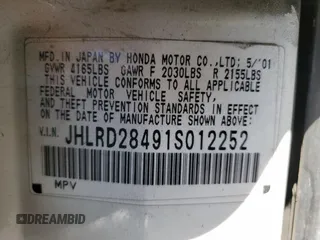 MFD. IN JAPAN BY HONDA MOTOR CO.,LTD: 5/'01
GVWR 4165LBS GAWR F 2030LBS R 2155LBS
THIS VEHICLE CONFORMS TO ALL APPLICABLE
FEDERAL MOTOR VEHICLE SAFETY,
AND THEFT PREVENTION STANDARDS IN EFFECT
ON THE DATE OF MANUFACTURE SHOWN ABOVE.
V.I.N. JHLRD28491S012252
MPV
DREAMBID